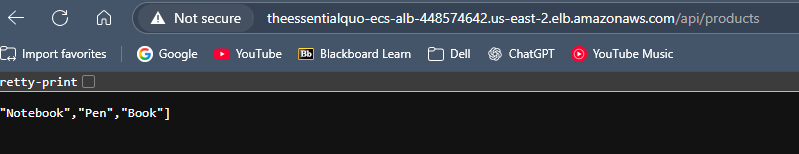 Not secure theessentialquo-ecs-alb-448574642.us-east-2.elb.amazonaws.com/api/products
Import favorites Google YouTube Bb Blackboard Learn Dell ChatGPT YouTube Music
retty-print
"Notebook","Pen","Book"]